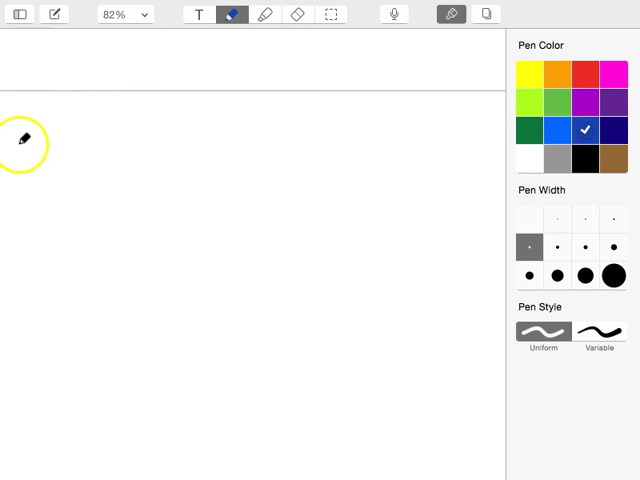 82%
T
Pen Color
Pen Width
Pen Style
Uniform Variable